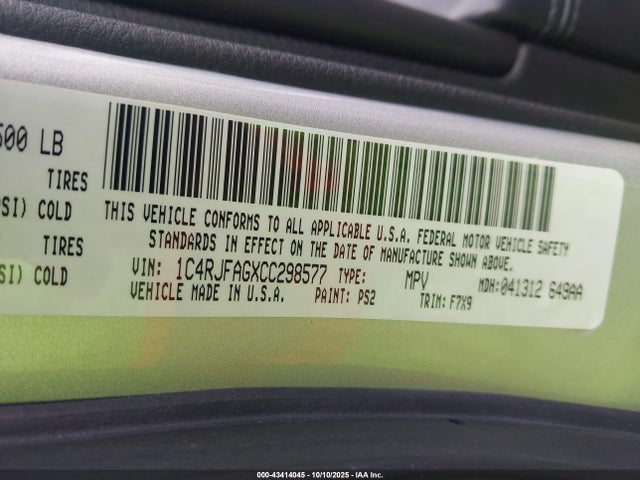 500 LB
TIRES
SI) COLD
TIRES
SI) COLD
THIS VEHICLE CONFORMS TO ALL APPLICABLE U.S.A. FEDERAL MOTOR VEHICLE SAFETY
STANDARDS IN EFFECT ON THE DATE OF MANUFACTURE SHOWN ABOVE.
VIN: 1C4RJFAGXCC298577 TYPE: MPV MDH:041312 G49AA
VEHICLE MADE IN U.S.A. PAINT: PS2 TRIM: F7X9
000-43414045 - 10/10/2025 - IAA Inc.